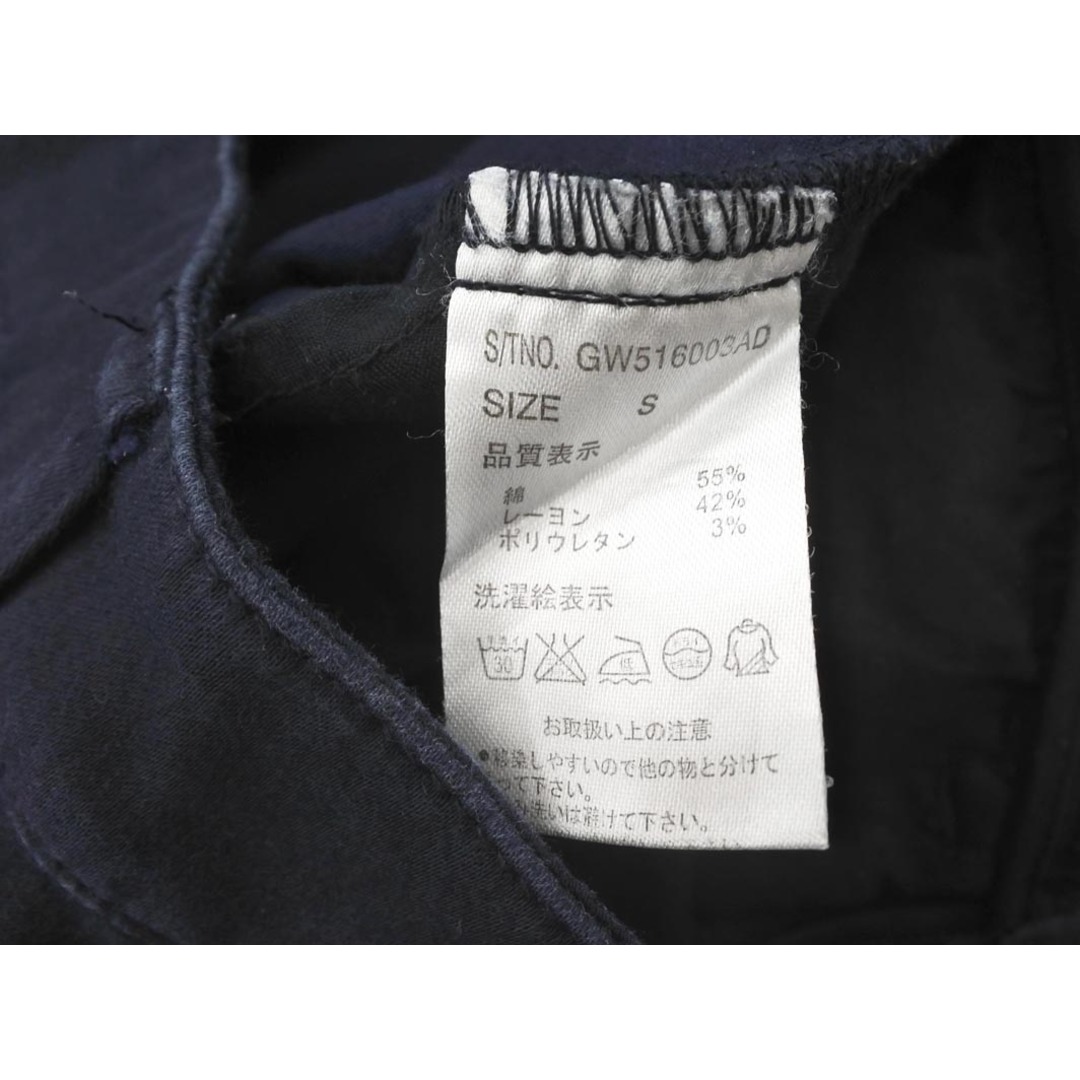 S/TNO. GW516003AD
SIZE S
品質表示
綿 55%
レーヨン 42%
ポリウレタン 3%
洗濯絵表示
30
低
お取扱い上の注意
●移染しやすいので他の物と分けて
って下さい。
洗いは避けて下さい。